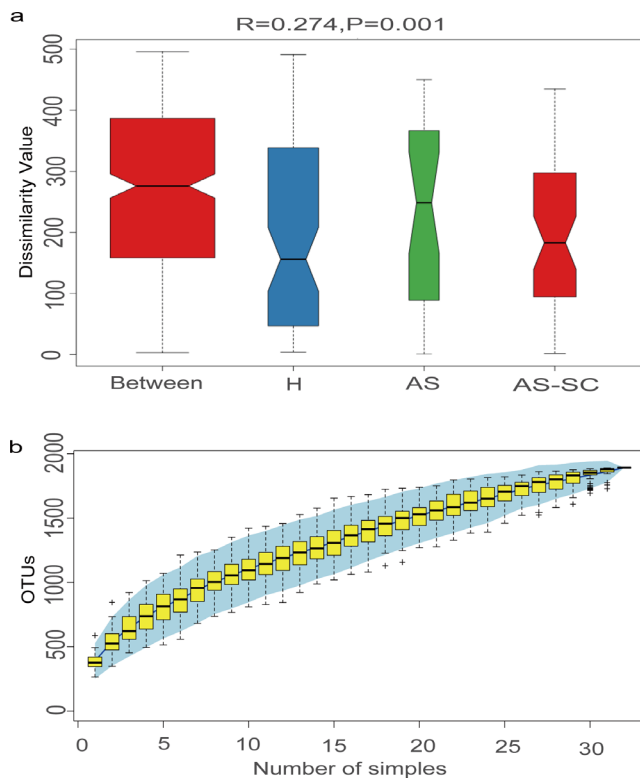 a
R=0.274,P=0.001
Dissimilarity Value
500
400
300
200
100
0
Between H AS AS-SC
b
OTUs
2000
1500
1000
500
0
0 5 10 15 20 25 30
Number of simples